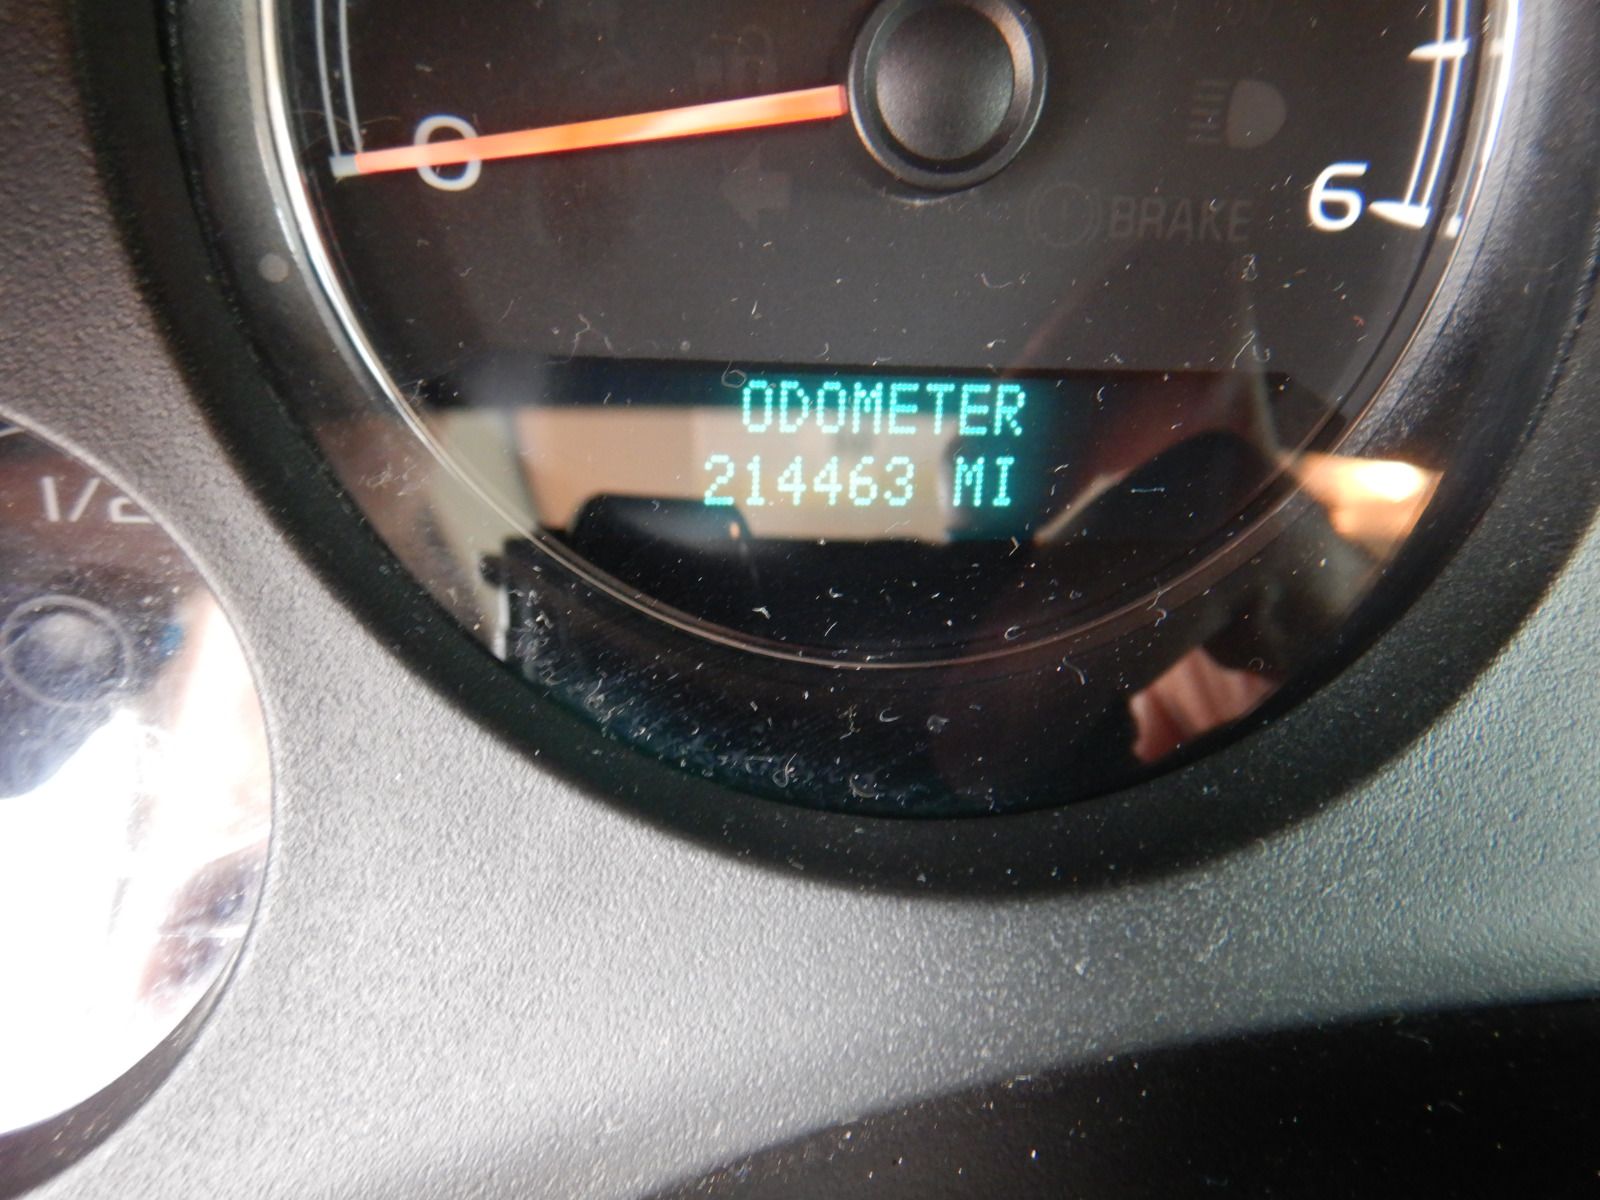 0
6
BRAKE
ODOMETER
214463 MI
1/2